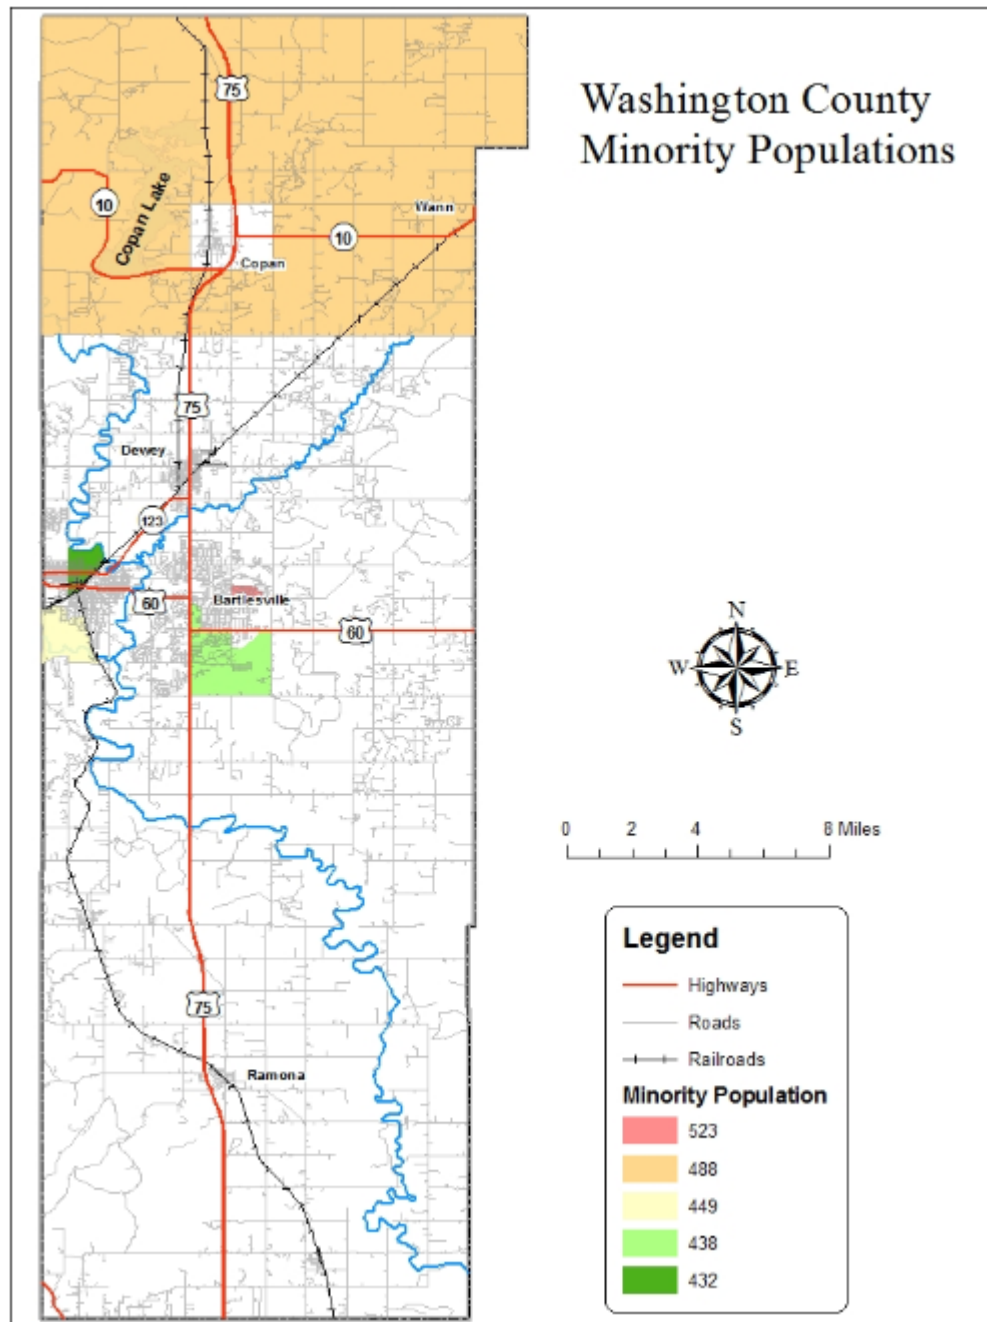 Washington County
Minority Populations
75
10
Copan Lake
Wann
10
Copan
75
Dewey
123
60
Bartlesville
60
N
W
E
S
0 2 4 8 Miles
75
Ramona
Legend
Highways
Roads
Railroads
Minority Population
523
488
449
438
432